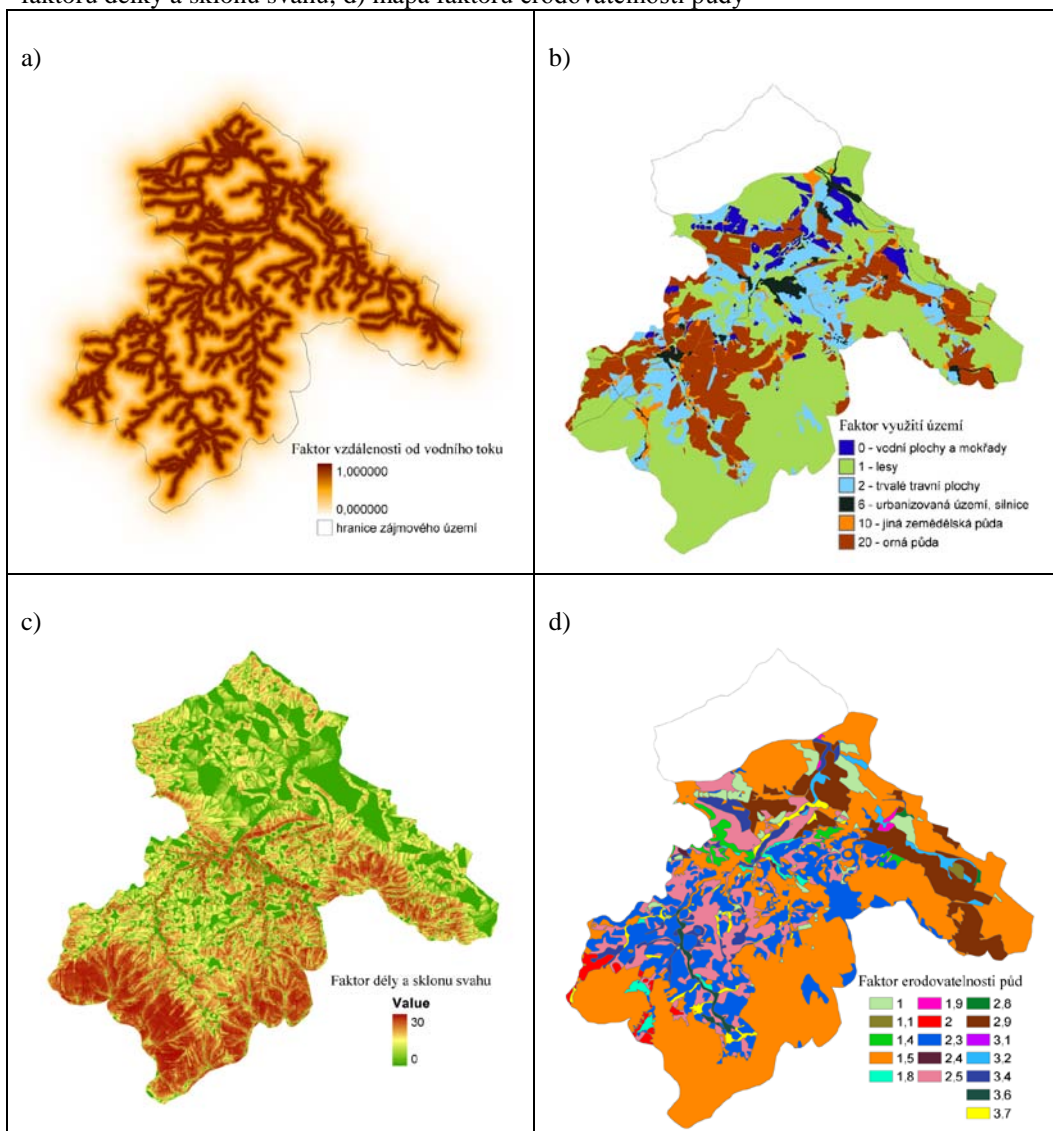 faktoru délky a sklonu svahu, d) mapa faktoru erodovatelnosti půdy
a)
Faktor vzdálenosti od vodního toku
1,000000
0,000000
hranice zájmového území
b)
Faktor využití území
0 - vodní plochy a mokřady
1 - lesy
2 - trvalé travní plochy
6 - urbanizovaná území, silnice
10 - jiná zemědělská půda
20 - orná půda
c)
Faktor dély a sklonu svahu
Value
30
0
d)
Faktor erodovatelnosti půd
1 1,9 2.8
1,1 2 2.9
1,4 2,3 3.1
1,5 2,4 3.2
1,8 2,5 3.4
3.6
3.7